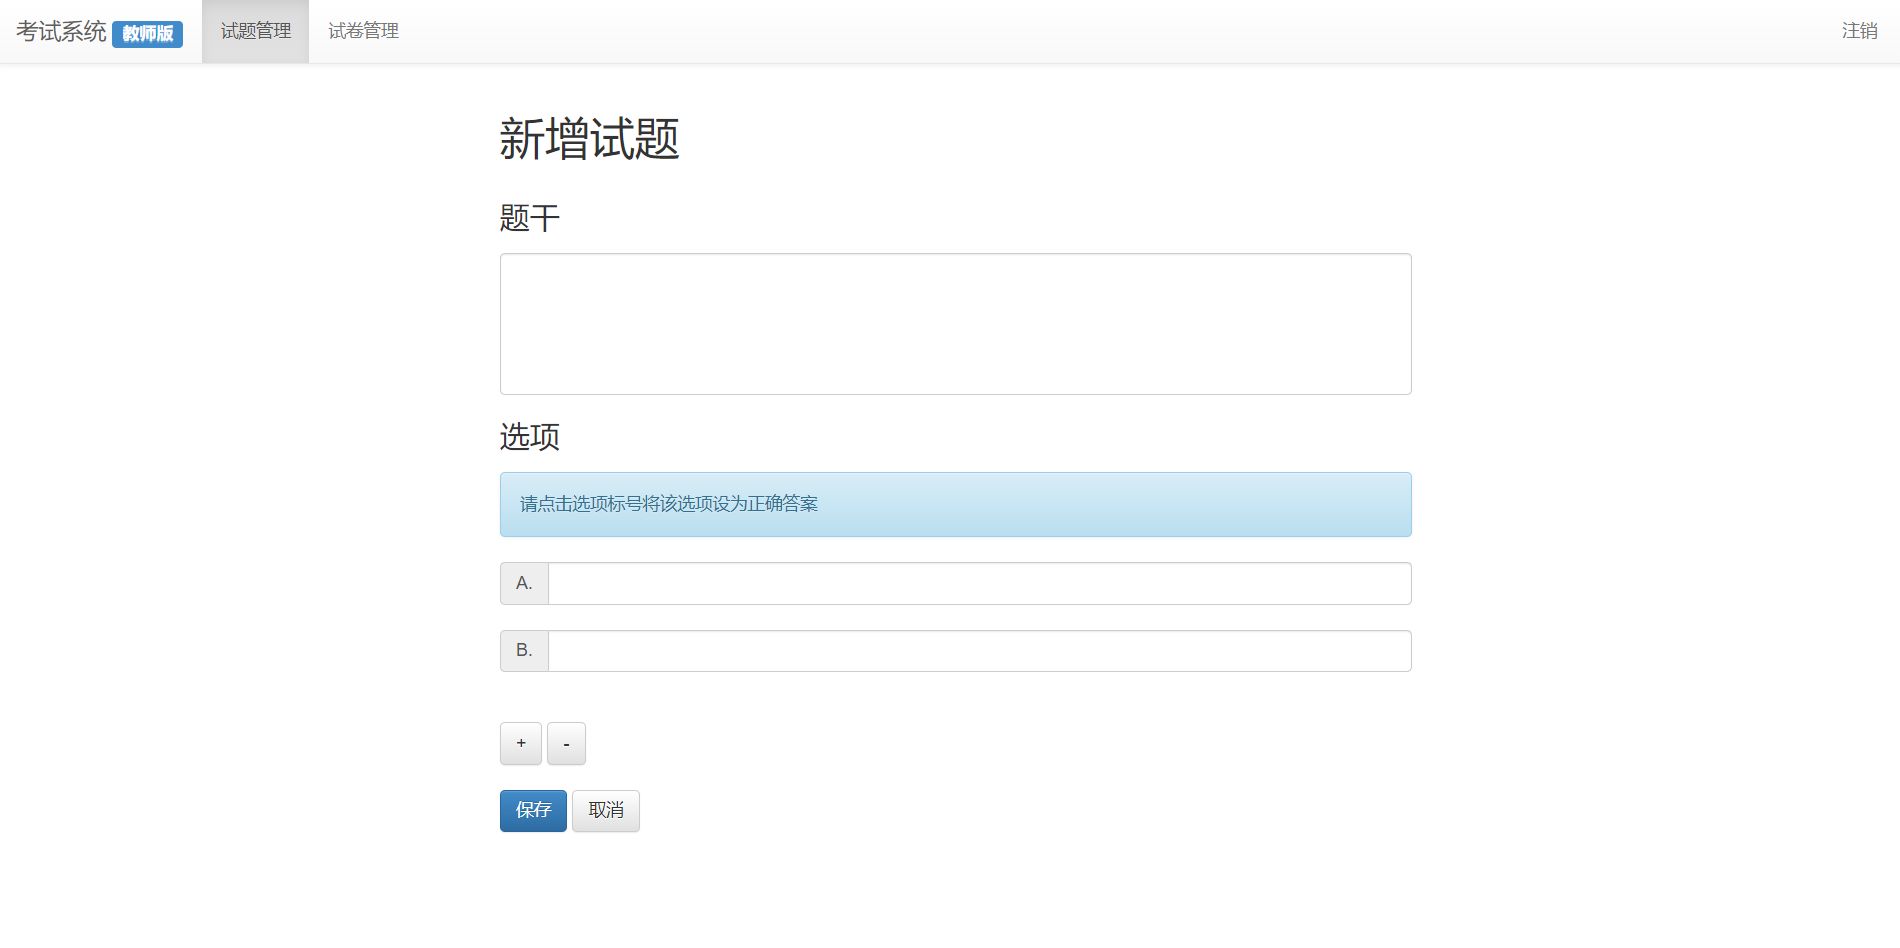 考试系统 教师版 试题管理 试卷管理 注销
新增试题
题干
选项
请点击选项标号将该选项设为正确答案
A.
B.
+ -
保存 取消